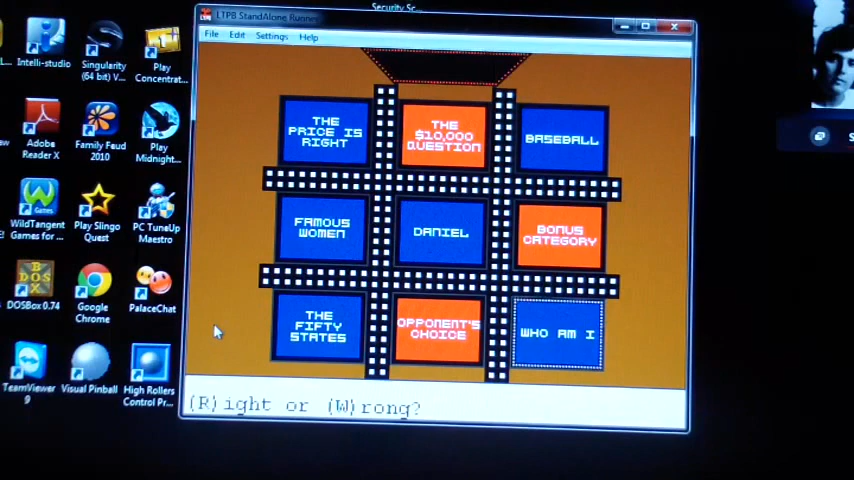 Security Sc...
LTPB StandAlone Runner
File Edit Settings Help
THE
PRICE IS
RIGHT
THE
$10,000
QUESTION
BASEBALL
FAMOUS
WOMEN
DANIEL
BONUS
CATEGORY
THE
FIFTY
STATES
OPPONENT'S
CHOICE
WHO AM I
(R)ight or (W)rong?
Intelli-studio
Singularity
(64 bit) V...
Play
Concentrat...
Adobe
Reader X
Family Feud
2010
Play
Midnight...
WildTangent
Games for ...
Play Slingo
Quest
PC TuneUp
Maestro
DOSBox 0.74
Google
Chrome
PalaceChat
TeamViewer
9
Visual Pinball
High Rollers
Control Pr...